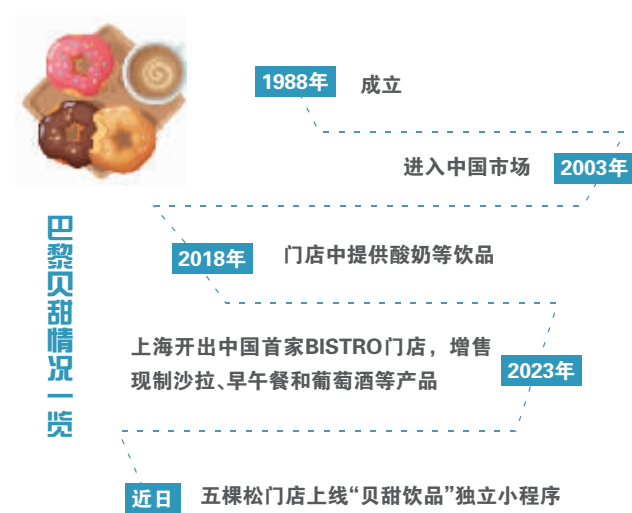 巴黎贝甜情况一览
1988年 成立
进入中国市场 2003年
2018年 门店中提供酸奶等饮品
上海开出中国首家BISTRO门店，增售
现制沙拉、早午餐和葡萄酒等产品
2023年
近日 五棵松门店上线“贝甜饮品”独立小程序